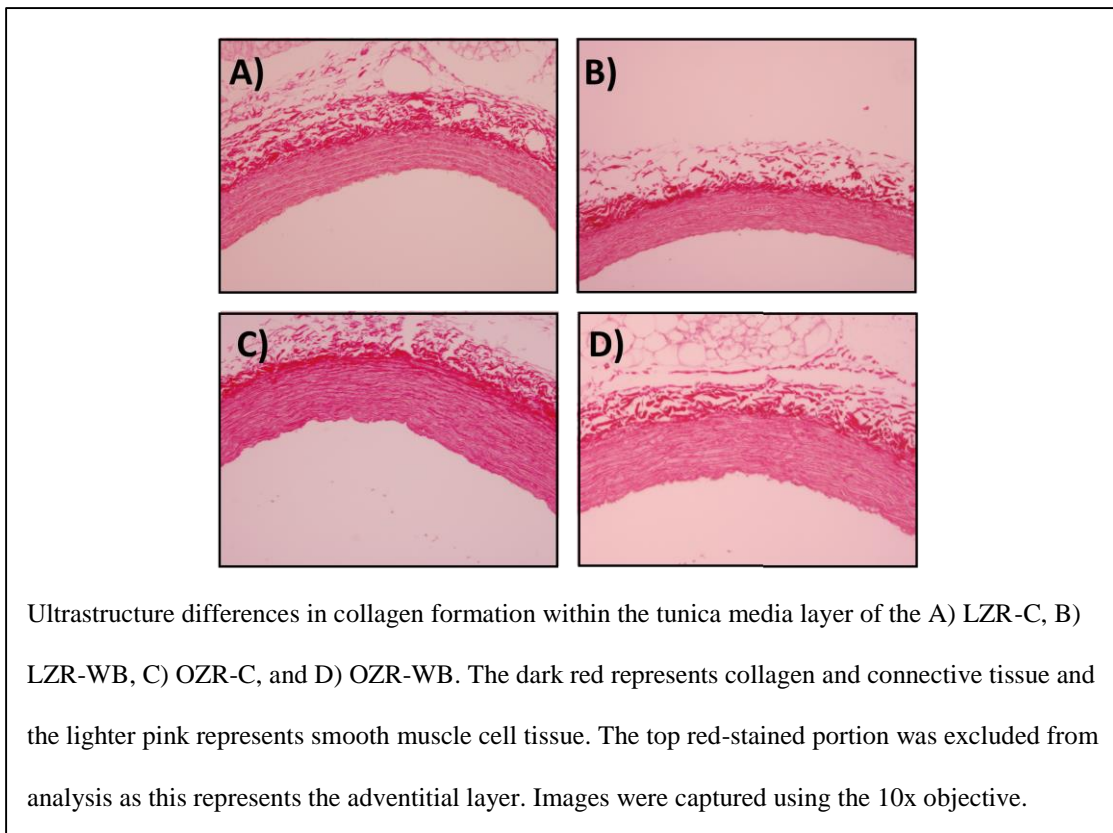 A)
B)
C)
D)
Ultrastructure differences in collagen formation within the tunica media layer of the A) LZR-C, B)
LZR-WB, C) OZR-C, and D) OZR-WB. The dark red represents collagen and connective tissue and
the lighter pink represents smooth muscle cell tissue. The top red-stained portion was excluded from
analysis as this represents the adventitial layer. Images were captured using the 10x objective.